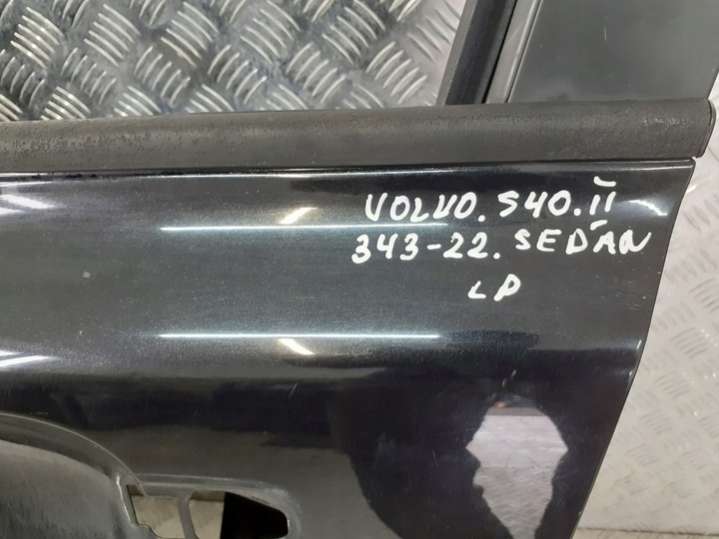 VOLVO. S40. II
343-22. SEDAN
LP